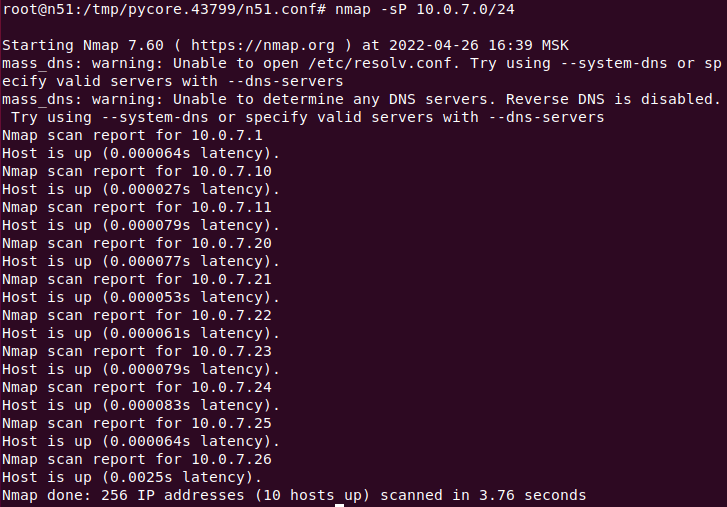 root@n51:/tmp/pycore.43799/n51.conf# nmap -sP 10.0.7.0/24
Starting Nmap 7.60 ( https://nmap.org ) at 2022-04-26 16:39 MSK
mass_dns: warning: Unable to open /etc/resolv.conf. Try using --system-dns or sp
ecify valid servers with --dns-servers
mass_dns: warning: Unable to determine any DNS servers. Reverse DNS is disabled.
 Try using --system-dns or specify valid servers with --dns-servers
Nmap scan report for 10.0.7.1
Host is up (0.000064s latency).
Nmap scan report for 10.0.7.10
Host is up (0.000027s latency).
Nmap scan report for 10.0.7.11
Host is up (0.000079s latency).
Nmap scan report for 10.0.7.20
Host is up (0.000077s latency).
Nmap scan report for 10.0.7.21
Host is up (0.000053s latency).
Nmap scan report for 10.0.7.22
Host is up (0.000061s latency).
Nmap scan report for 10.0.7.23
Host is up (0.000079s latency).
Nmap scan report for 10.0.7.24
Host is up (0.000083s latency).
Nmap scan report for 10.0.7.25
Host is up (0.000064s latency).
Nmap scan report for 10.0.7.26
Host is up (0.0025s latency).
Nmap done: 256 IP addresses (10 hosts up) scanned in 3.76 seconds